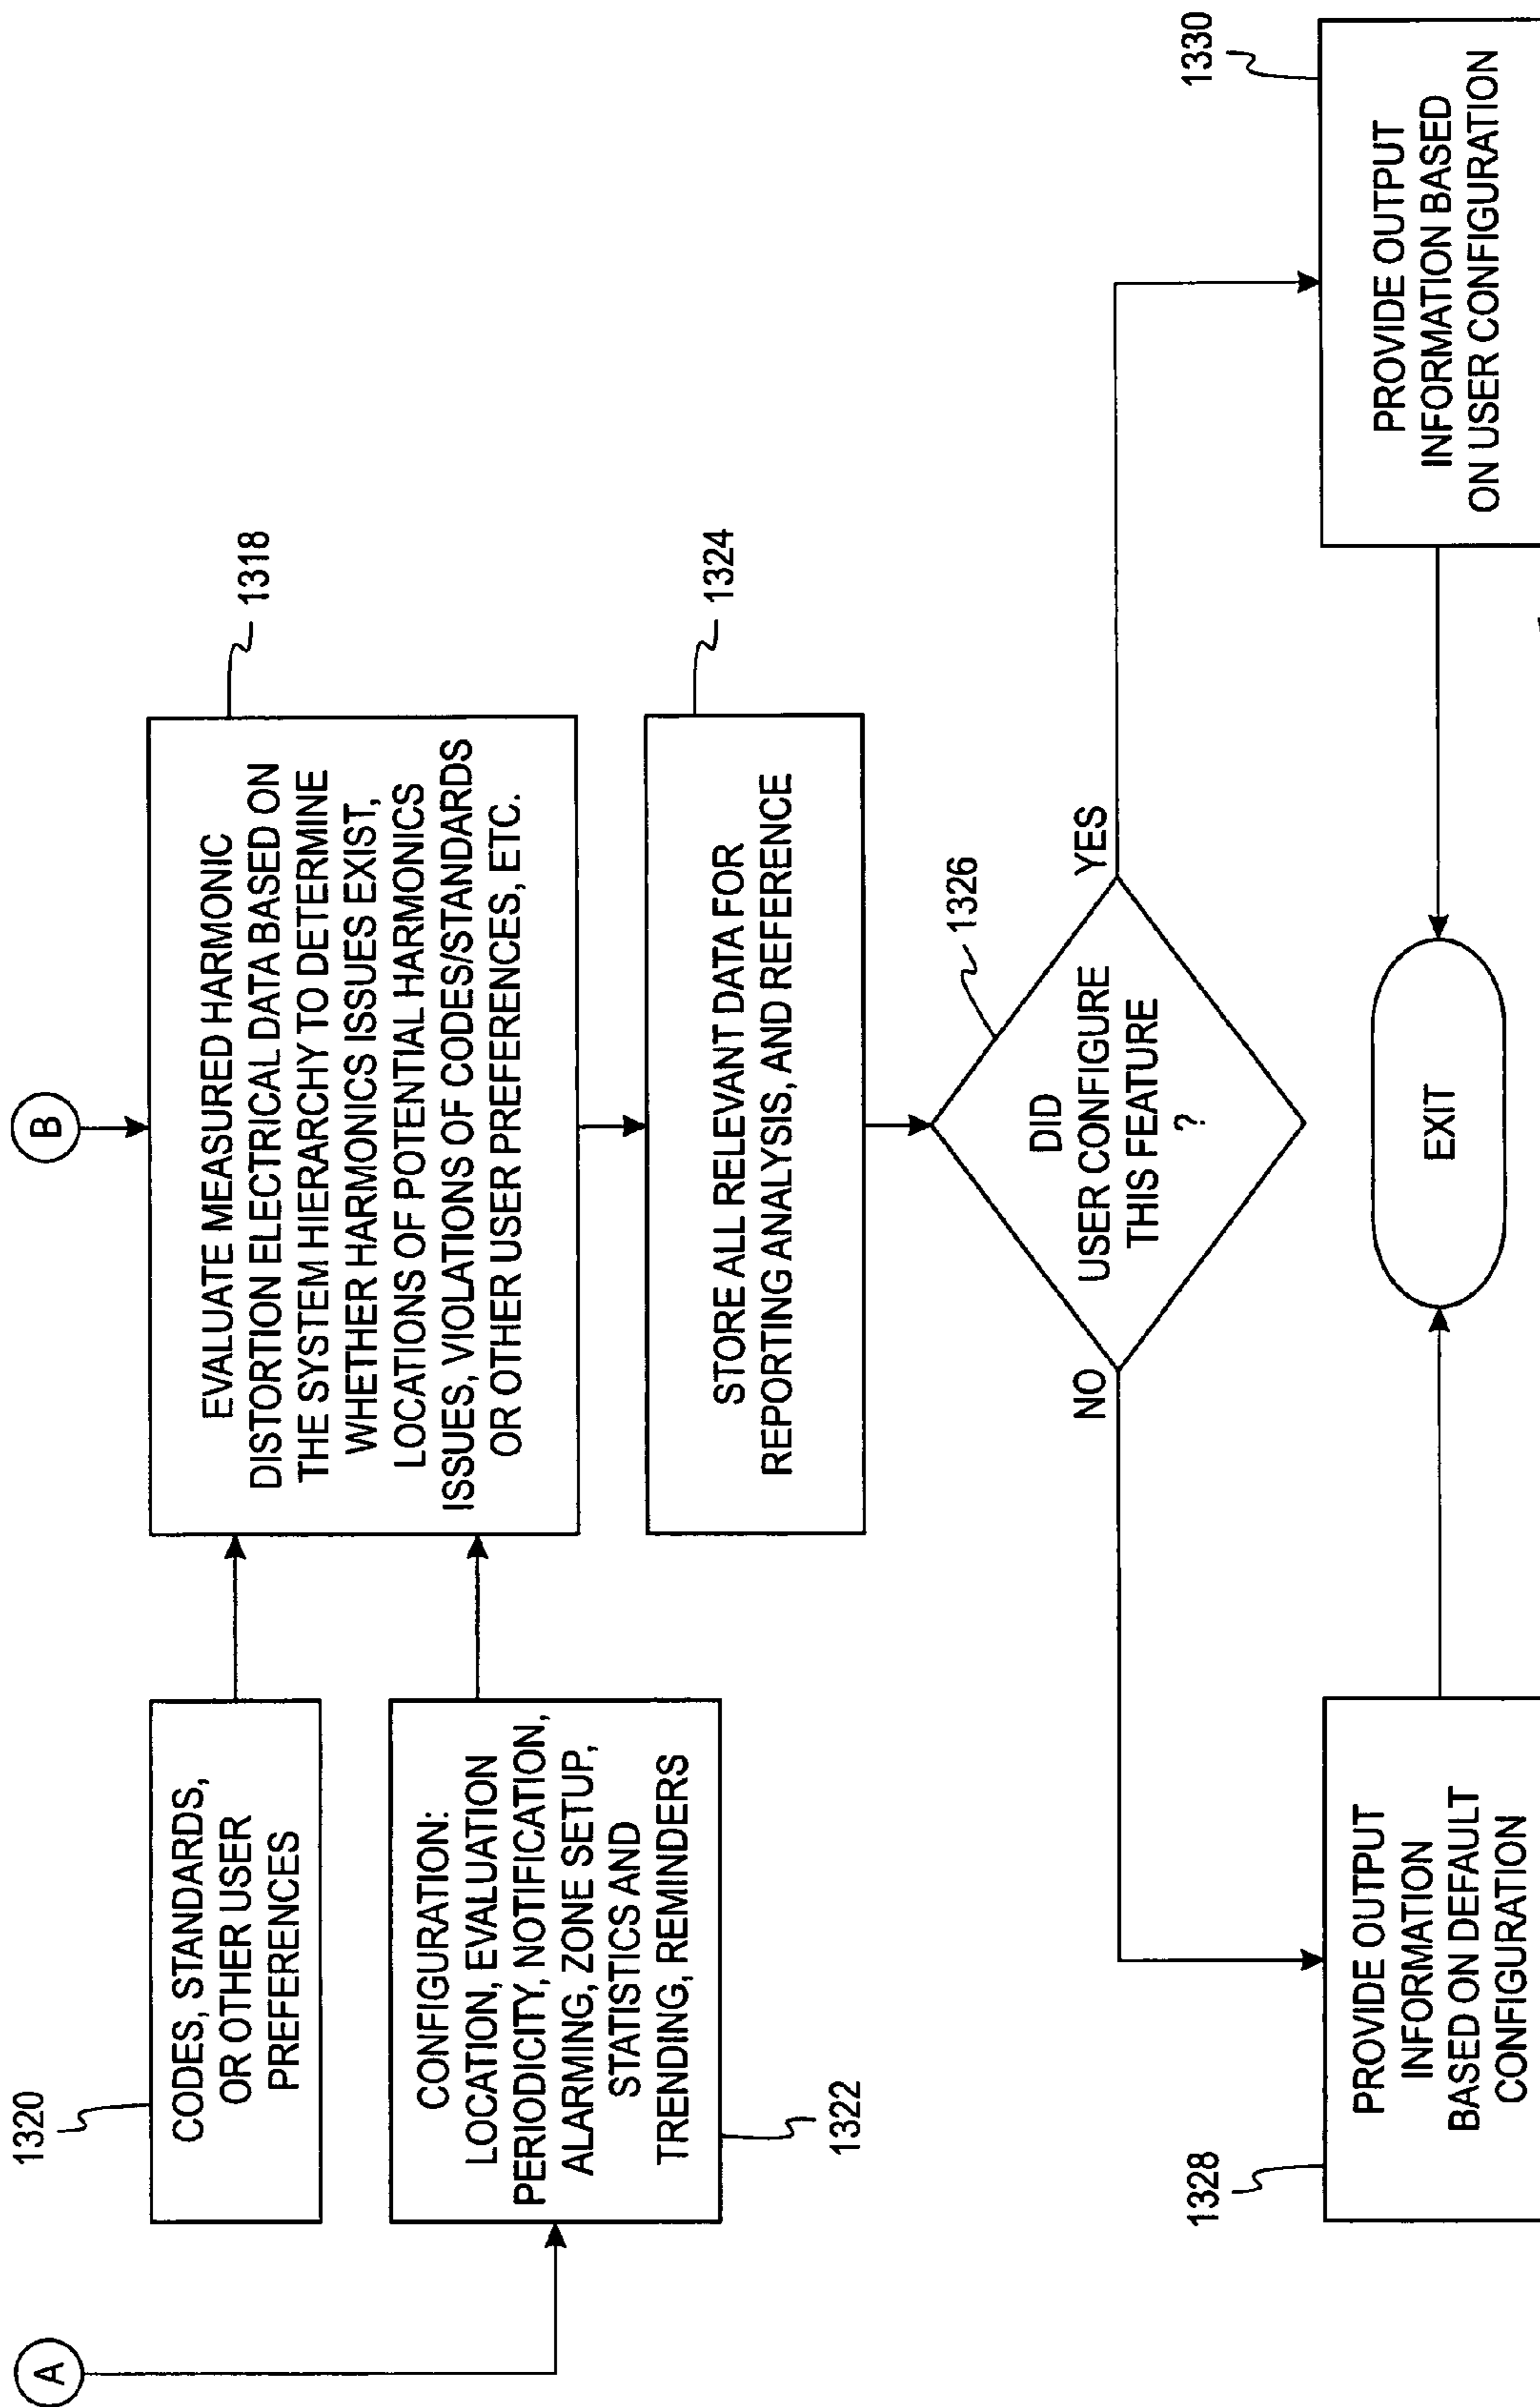 A
B
1320
CODES, STANDARDS,
OR OTHER USER
PREFERENCES
EVALUATE MEASURED HARMONIC
DISTORTION ELECTRICAL DATA BASED ON
THE SYSTEM HIERARCHY TO DETERMINE
WHETHER HARMONICS ISSUES EXIST,
LOCATIONS OF POTENTIAL HARMONICS
ISSUES, VIOLATIONS OF CODES/STANDARDS
OR OTHER USER PREFERENCES, ETC.
1318
CONFIGURATION:
LOCATION, EVALUATION
PERIODICITY, NOTIFICATION,
ALARMING, ZONE SETUP,
STATISTICS AND
TRENDING, REMINDERS
1322
STORE ALL RELEVANT DATA FOR
REPORTING ANALYSIS, AND REFERENCE
1324
DID
USER CONFIGURE
THIS FEATURE
?
1326
NO
YES
1328
PROVIDE OUTPUT
INFORMATION
BASED ON DEFAULT
CONFIGURATION
EXIT
1330
PROVIDE OUTPUT
INFORMATION BASED
ON USER CONFIGURATION